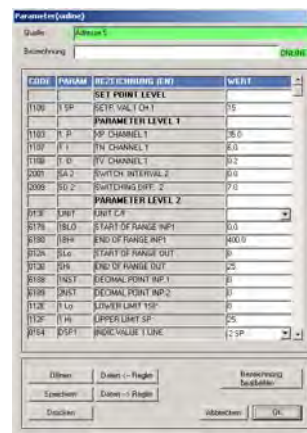 Parameter(online)
Quelle Adresse 5
Bezeichnung ONLINE
CODE PARAM BEZEICHNUNG (EN) WERT
SET POINT LEVEL
1100 1 SP SETP. VAL.1 CH.1 15
PARAMETER LEVEL 1
1103 1 P XP CHANNEL 1 35.0
1107 1 I TN CHANNEL 1 6.0
1108 1 D TV CHANNEL 1 0.2
2001 SA 2 SWITCH. INTERVAL 2 0.0
2009 SD 2 SWITCHING DIFF. 2 7.0
PARAMETER LEVEL 2
013F UNIT UNIT C/F
6179 1BLO START OF RANGE INP1 0.0
6180 1BHi END OF RANGE INP1 400.0
SLo START OF RANGE OUT 0
SHi END OF RANGE OUT 25
6188 1NST DECIMAL POINT INP.1 0
6189 2NST DECIMAL POINT INP.2 0
112E 1 Lo LOWER LIMIT 1SP 0
112F 1 Hi UPPER LIMIT SP 25
0164 DSP1 INDIC.VALUE 1.LINE 2 SP
Öffnen Daten <- Regler Bezeichnung bearbeiten
Speichern Daten -> Regler
Drucken Abbrechen OK